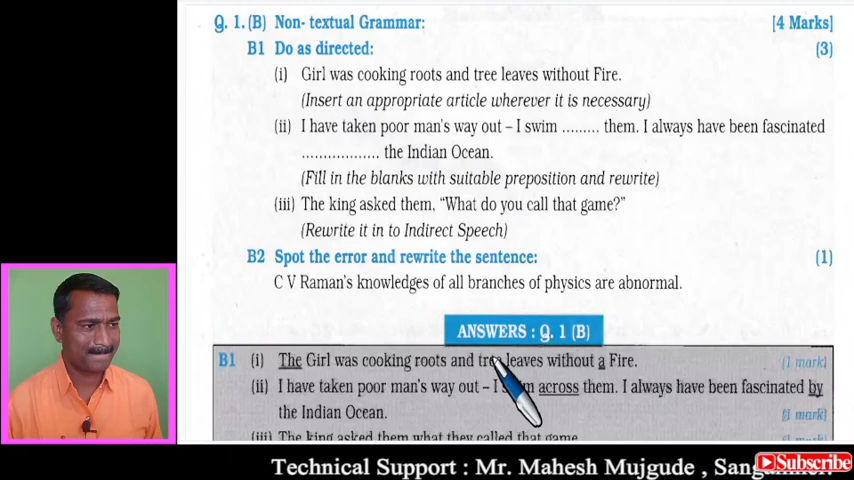 Q. 1. (B) Non- textual Grammar: [4 Marks]
B1 Do as directed: (3)
(i) Girl was cooking roots and tree leaves without Fire.
(Insert an appropriate article wherever it is necessary)
(ii) I have taken poor man's way out – I swim ......... them. I always have been fascinated
.................. the Indian Ocean.
(Fill in the blanks with suitable preposition and rewrite)
(iii) The king asked them, “What do you call that game?”
(Rewrite it in to Indirect Speech)
B2 Spot the error and rewrite the sentence: (1)
C V Raman's knowledges of all branches of physics are abnormal.
ANSWERS : Q. 1 (B)
B1 (i) The Girl was cooking roots and tree leaves without a Fire. (1 mark)
(ii) I have taken poor man's way out – I swim across them. I always have been fascinated by
the Indian Ocean. (1 mark)
(iii) The king asked them what they called that game
Technical Support : Mr. Mahesh Mujgude ,
Subscribe